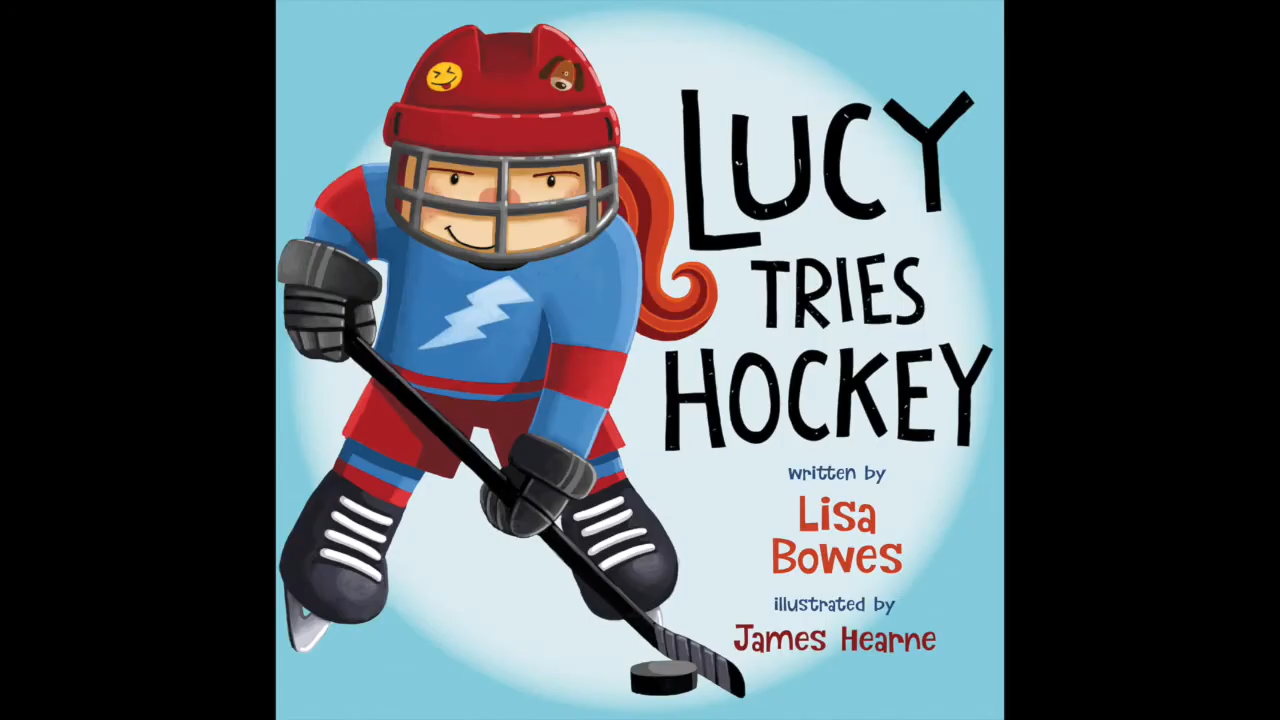 LUCY
TRIES
HOCKEY
written by
Lisa
Bowes
illustrated by
James Hearne